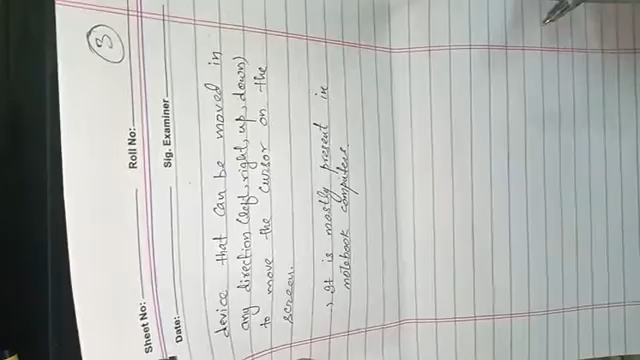 3
Sheet No: Roll No:
Date: Sig. Examiner
device that can be moved in
any direction (left, right, up, down)
to move the cursor on the
screen.
→ It is mostly present in
notebook computers.